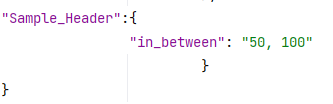 "Sample_Header":{
"in_between": "50, 100"
}
}